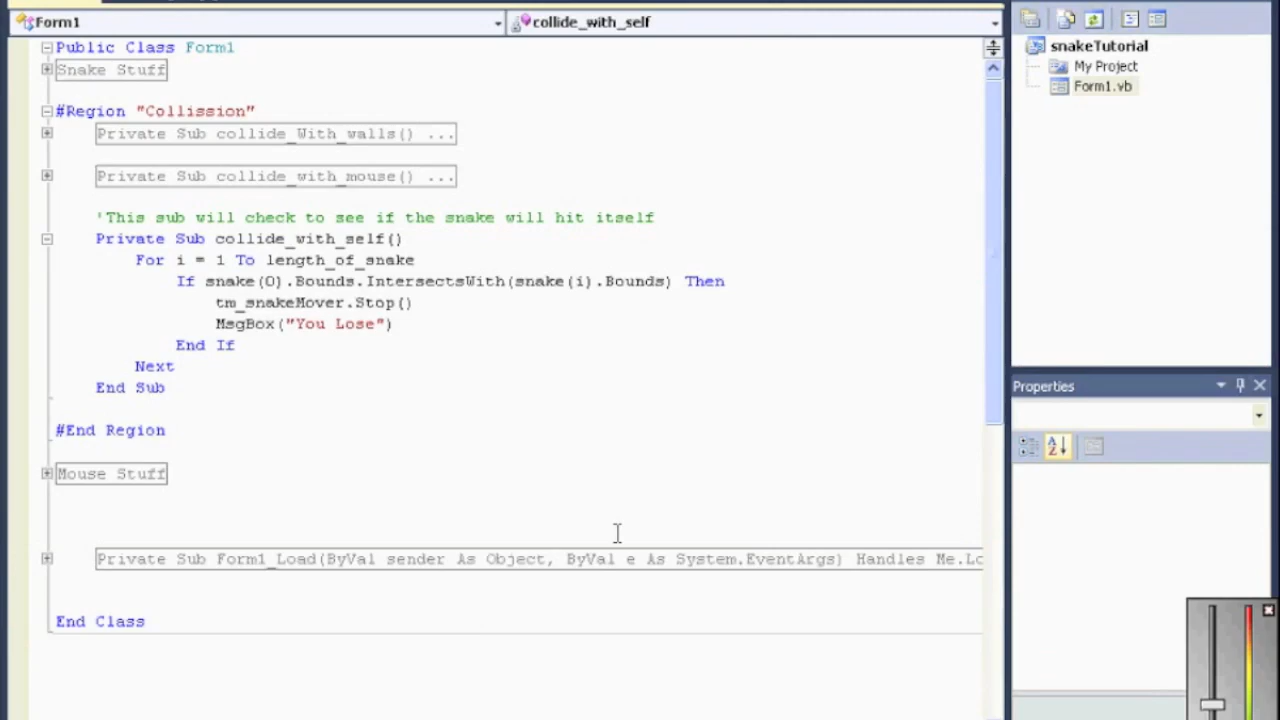 Form1
collide_with_self
Public Class Form1
Snake Stuff
#Region "Collission"
Private Sub collide_With_walls() ...
Private Sub collide_with_mouse() ...
'This sub will check to see if the snake will hit itself
Private Sub collide_with_self()
For i = 1 To length_of_snake
If snake(0).Bounds.IntersectsWith(snake(i).Bounds) Then
tm_snakeMover.Stop()
MsgBox("You Lose")
End If
Next
End Sub
#End Region
Mouse Stuff
Private Sub Form1_Load(ByVal sender As Object, ByVal e As System.EventArgs) Handles Me.Lo
End Class
snakeTutorial
My Project
Form1.vb
Properties